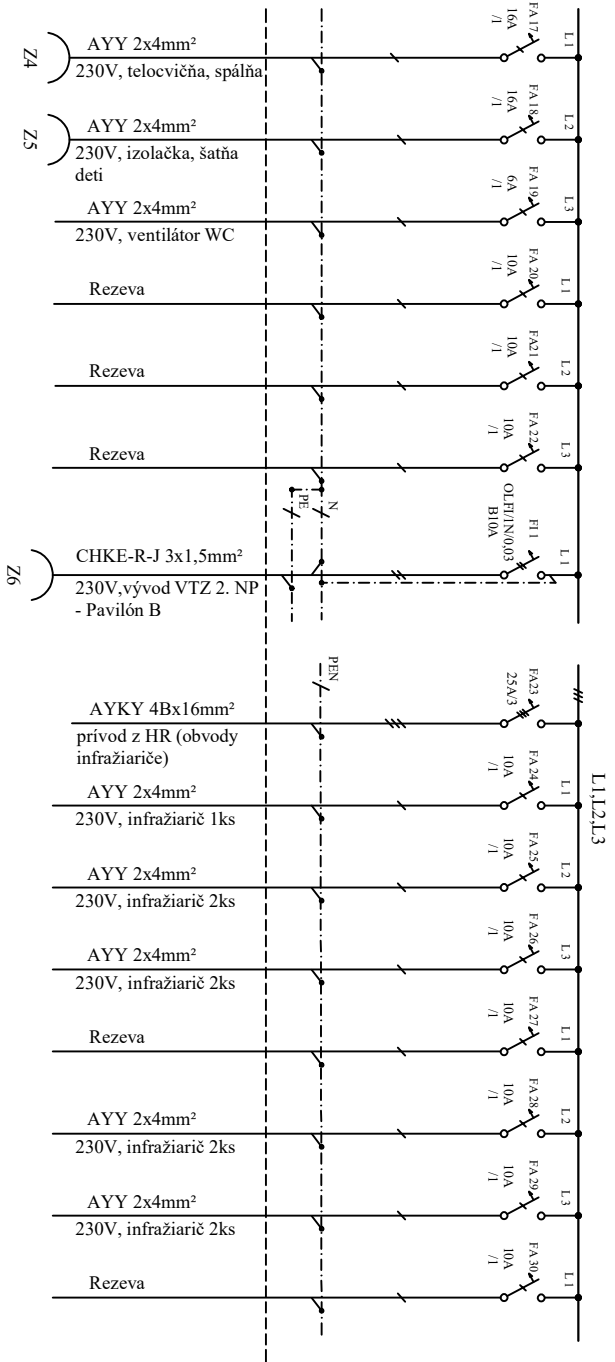 L1
FA17
16A
/1
AYY 2x4mm²
230V, telocvičňa, spálňa
Z4
L2
FA18
16A
/1
AYY 2x4mm²
230V, izolačka, šatňa
deti
Z5
L3
FA19
6A
/1
AYY 2x4mm²
230V, ventilátor WC
L1
FA20
10A
/1
Rezeva
L2
FA21
10A
/1
Rezeva
L3
FA22
10A
/1
Rezeva
N
PE
L1
FI1
OLFI/1N/0,03
B10A
CHKE-R-J 3x1,5mm²
230V,vývod VTZ 2. NP
- Pavilón B
Z6
PEN
FA23
25A/3
AYKY 4Bx16mm²
prívod z HR (obvody
infražiariče)
L1,L2,L3
L1
FA24
10A
/1
AYY 2x4mm²
230V, infražiarič 1ks
L2
FA25
10A
/1
AYY 2x4mm²
230V, infražiarič 2ks
L3
FA26
10A
/1
AYY 2x4mm²
230V, infražiarič 2ks
L1
FA27
10A
/1
Rezeva
L2
FA28
10A
/1
AYY 2x4mm²
230V, infražiarič 2ks
L3
FA29
10A
/1
AYY 2x4mm²
230V, infražiarič 2ks
L1
FA30
10A
/1
Rezeva